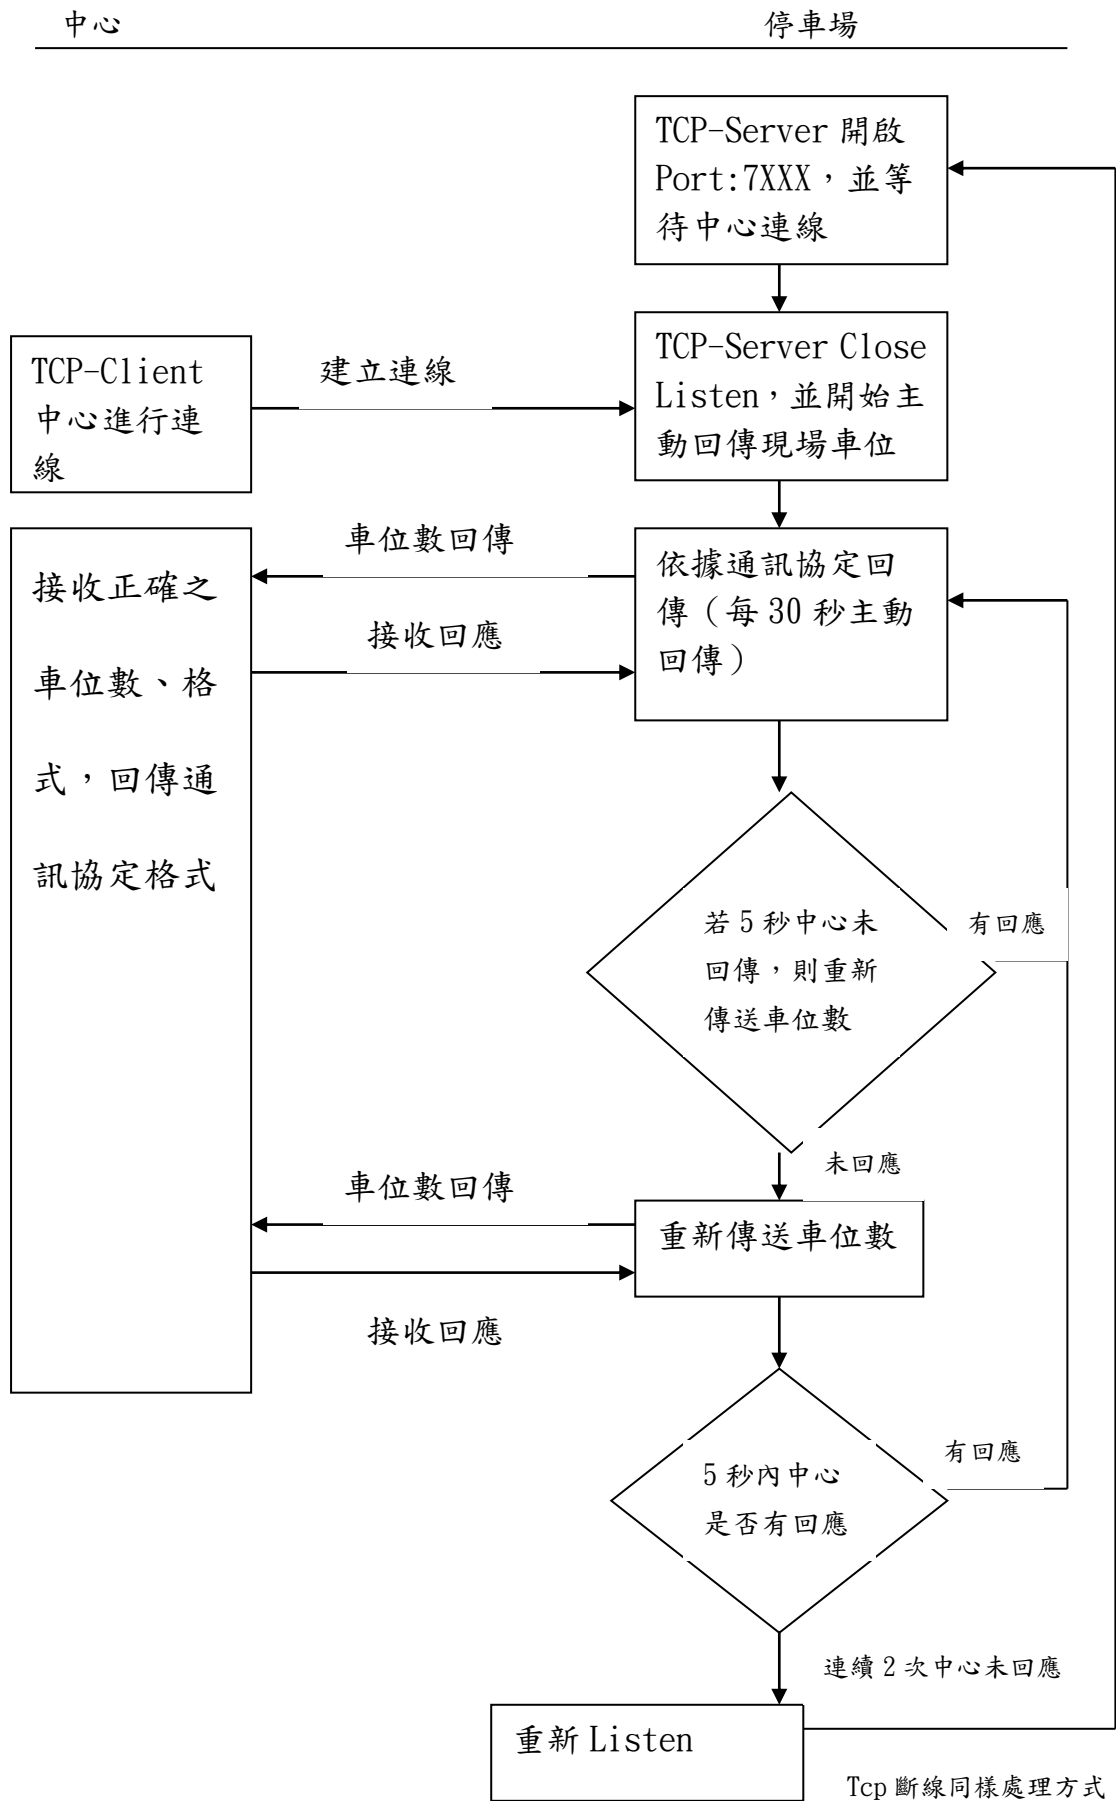 中心
停車場
TCP-Server 開啟
Port:7XXX，並等
待中心連線
TCP-Client
中心進行連
線
建立連線
TCP-Server Close
Listen，並開始主
動回傳現場車位
接收正確之
車位數、格
式，回傳通
訊協定格式
車位數回傳
接收回應
依據通訊協定回
傳（每 30 秒主動
回傳）
若 5 秒中心未
回傳，則重新
傳送車位數
有回應
未回應
車位數回傳
接收回應
重新傳送車位數
5 秒內中心
是否有回應
有回應
連續 2 次中心未回應
重新 Listen
Tcp 斷線同樣處理方式